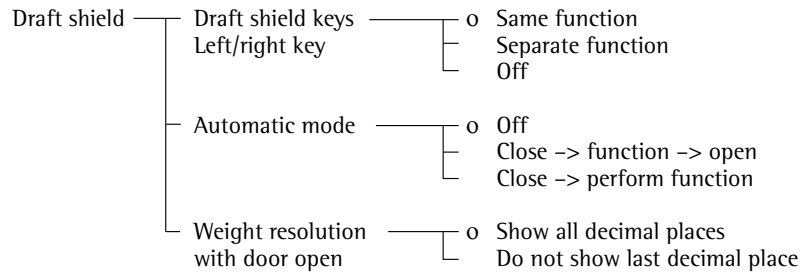 Draft shield Draft shield keys o Same function
Left/right key Separate function
Off
Automatic mode o Off
Close –> function –> open
Close –> perform function
Weight resolution o Show all decimal places
with door open Do not show last decimal place